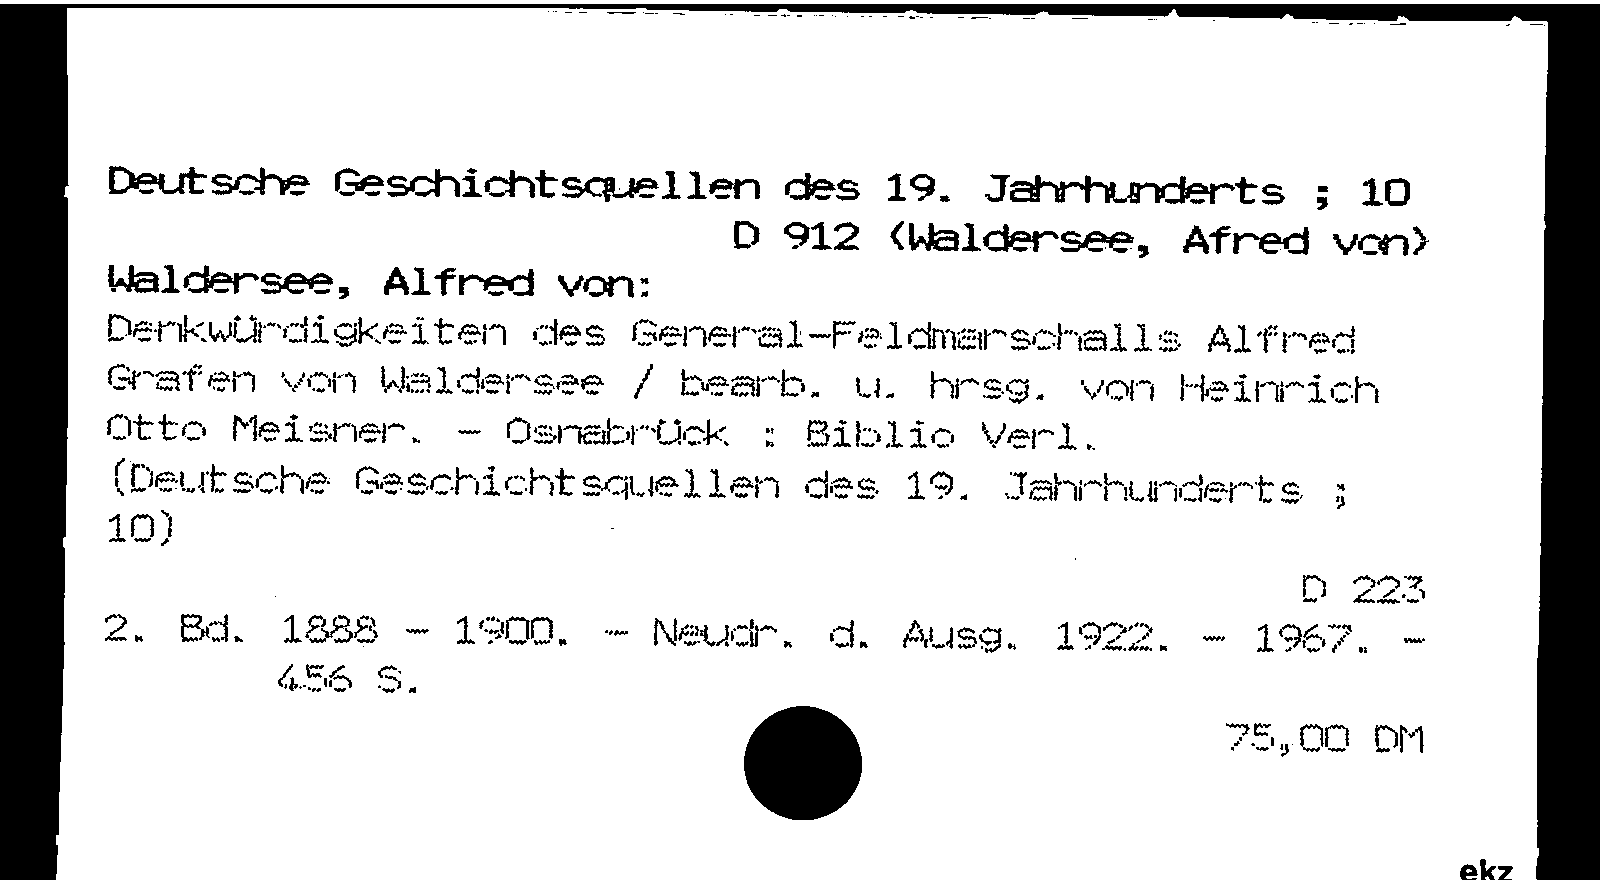 Deutsche Geschichtsquellen des 19. Jahrhunderts ; 10
D 912 (Waldersee, Afred von)
Waldersee, Alfred von:
Denkwürdigkeiten des General-Feldmarschalls Alfred
Grafen von Waldersee / bearb. u. hrsg. von Heinrich
Otto Meisner. - Osnabrück : Biblio Verl.
(Deutsche Geschichtsquellen des 19. Jahrhunderts ;
10)
D 223
2. Bd. 1888 - 1900. - Neudr. d. Ausg. 1922. - 1967. -
456 S.
75,00 DM
ekz